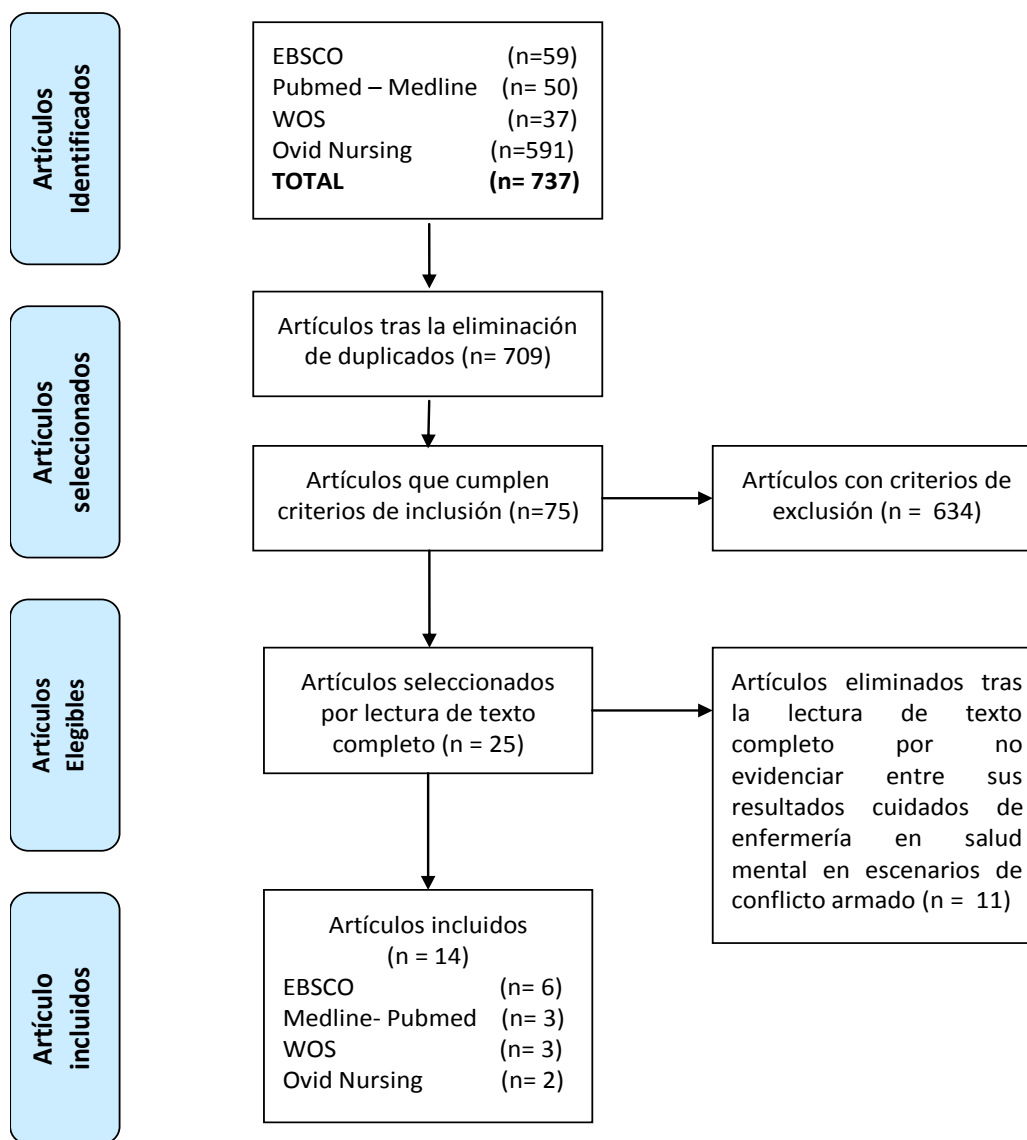 Artículos
Identificados
EBSCO (n=59)
Pubmed – Medline (n= 50)
WOS (n=37)
Ovid Nursing (n=591)
TOTAL (n= 737)
Artículos
seleccionados
Artículos tras la eliminación
de duplicados (n= 709)
Artículos que cumplen
criterios de inclusión (n=75)
Artículos con criterios de
exclusión (n = 634)
Artículos
Elegibles
Artículos seleccionados
por lectura de texto
completo (n = 25)
Artículos eliminados tras
la lectura de texto
completo por no
evidenciar entre sus
resultados cuidados de
enfermería en salud
mental en escenarios de
conflicto armado (n = 11)
Artículo
incluidos
Artículos incluidos
(n = 14)
EBSCO (n= 6)
Medline- Pubmed (n= 3)
WOS (n= 3)
Ovid Nursing (n= 2)